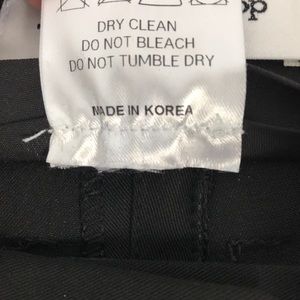 DRY CLEAN
DO NOT BLEACH
DO NOT TUMBLE DRY
MADE IN KOREA